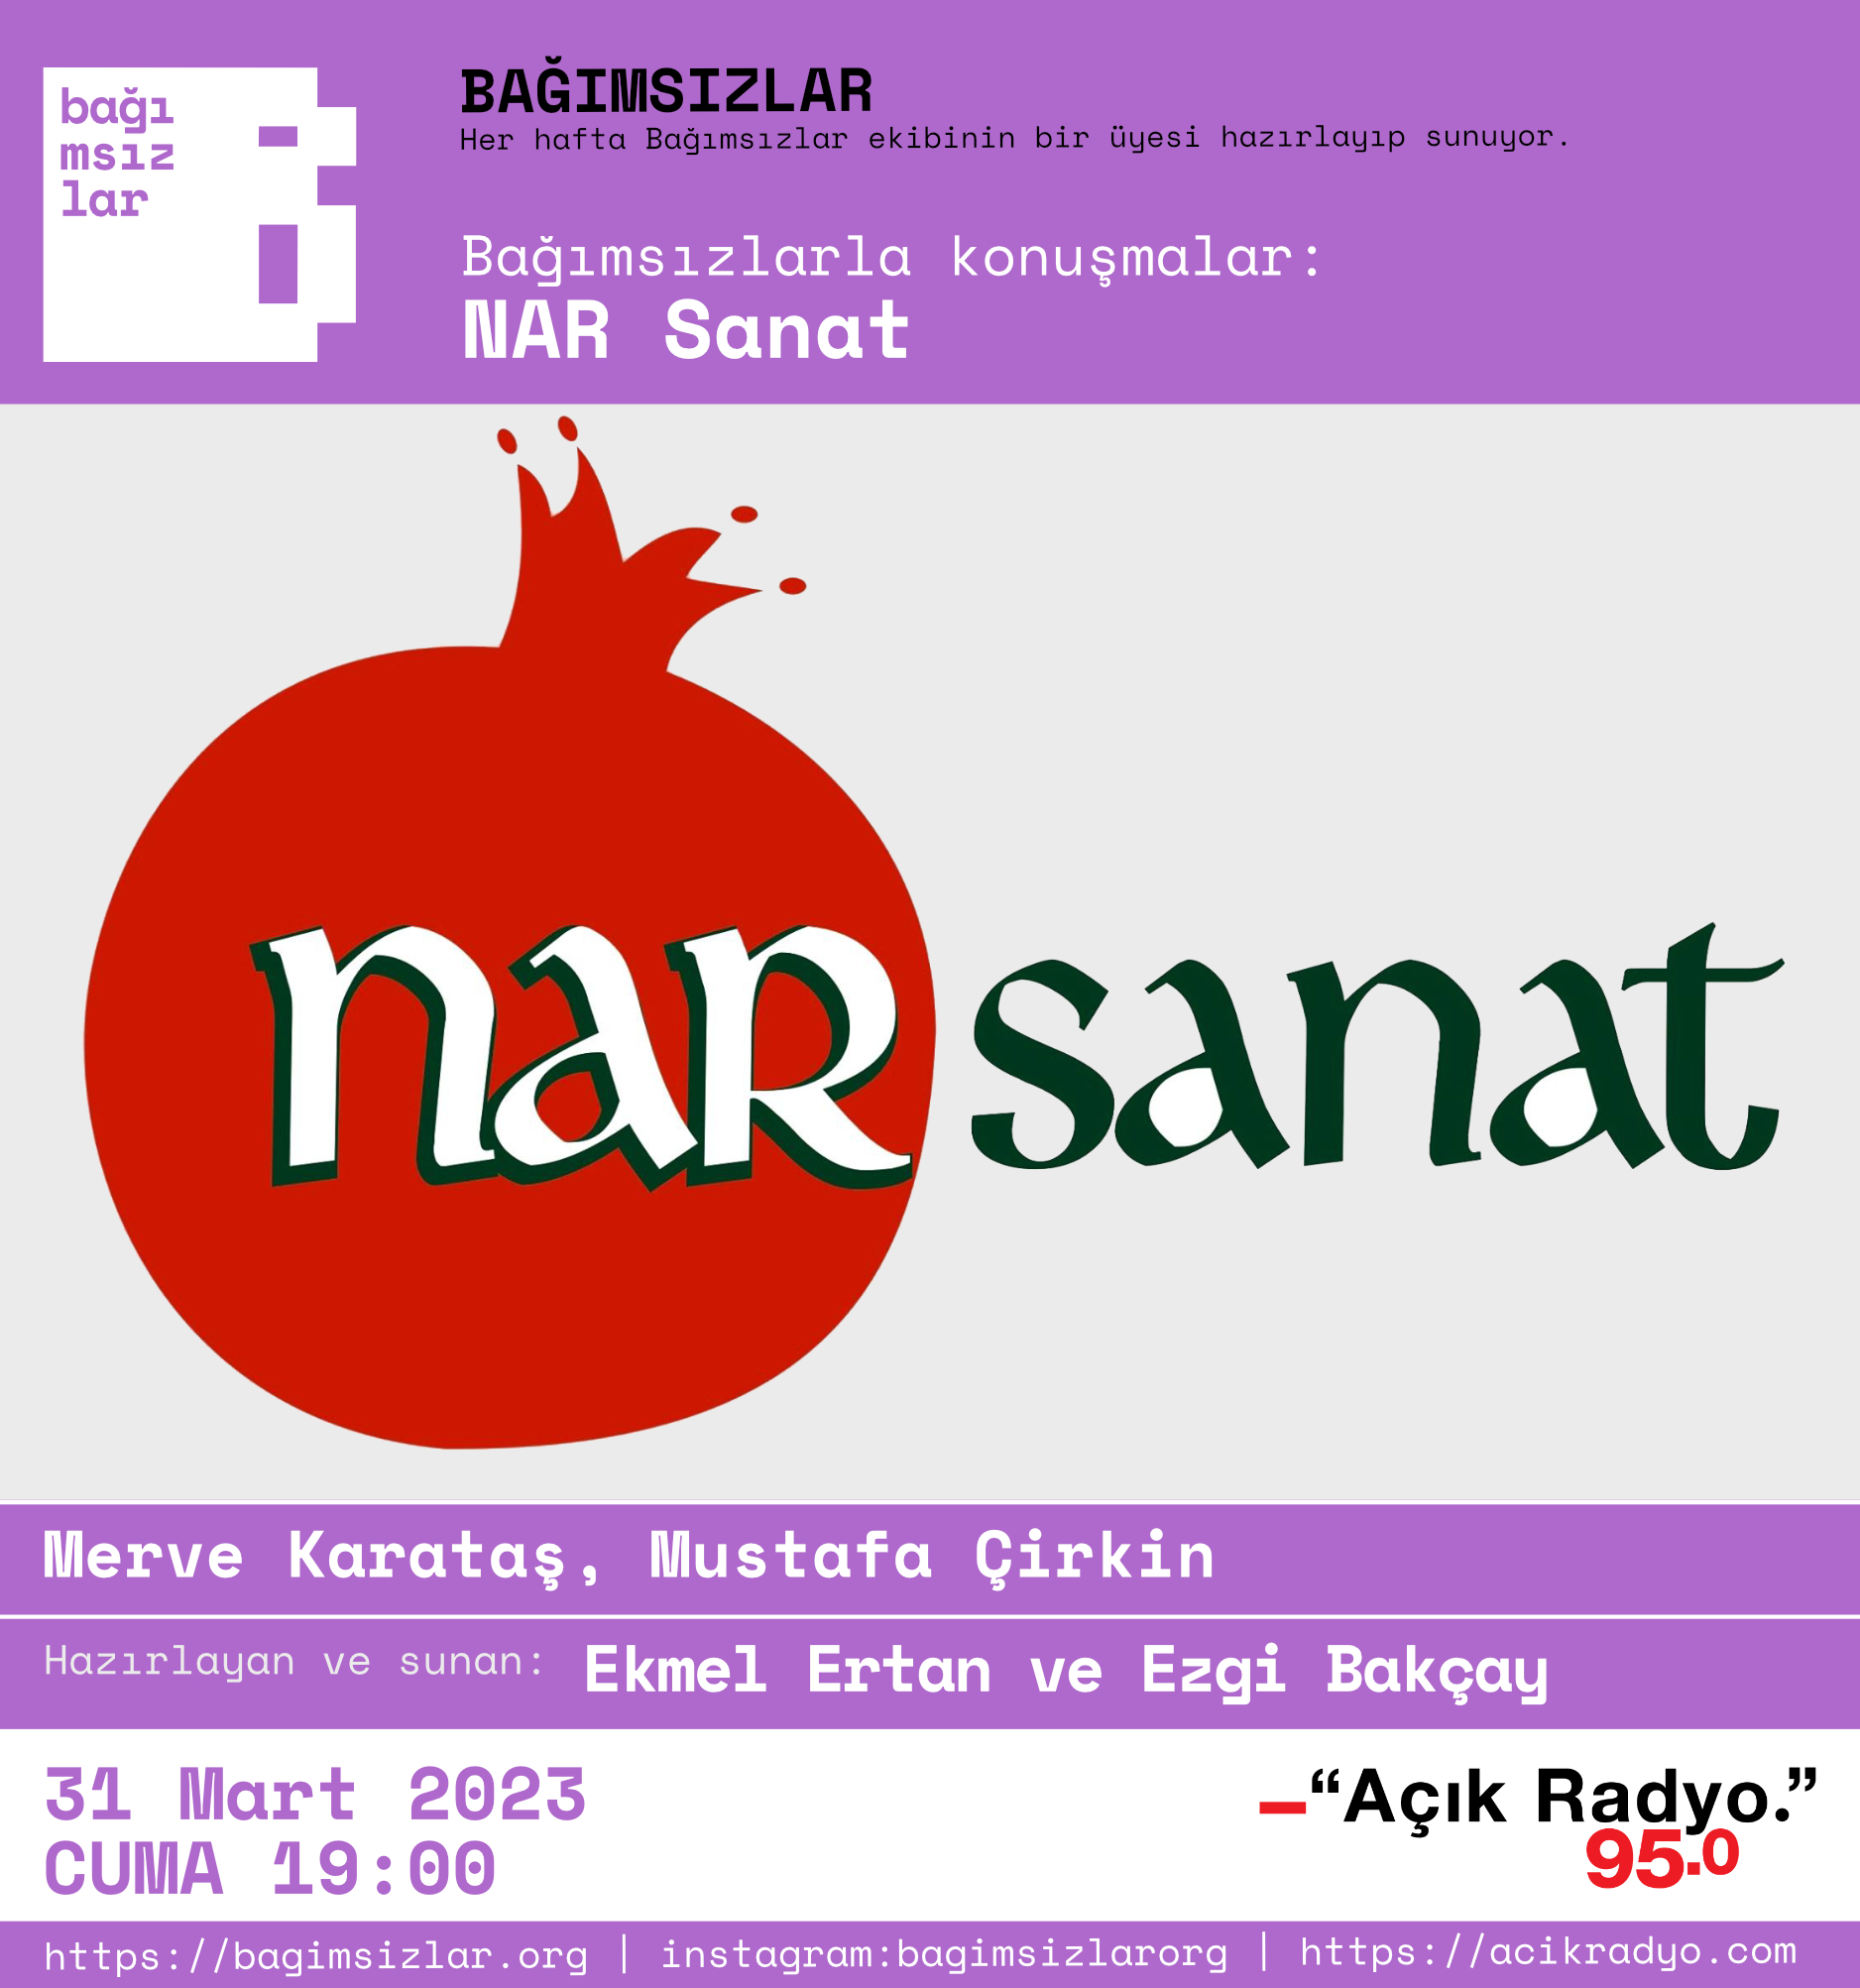 bağı
msız
lar
BAĞIMSIZLAR
Her hafta Bağımsızlar ekibinin bir üyesi hazırlayıp sunuyor.
Bağımsızlarla konuşmalar:
NAR Sanat
naR sanat
Merve Karataş, Mustafa Çirkin
Hazırlayan ve sunan: Ekmel Ertan ve Ezgi Bakçay
31 Mart 2023
CUMA 19:00
–“Açık Radyo.”
95.0
https://bagimsizlar.org | instagram:bagimsizlarorg | https://acikradyo.com